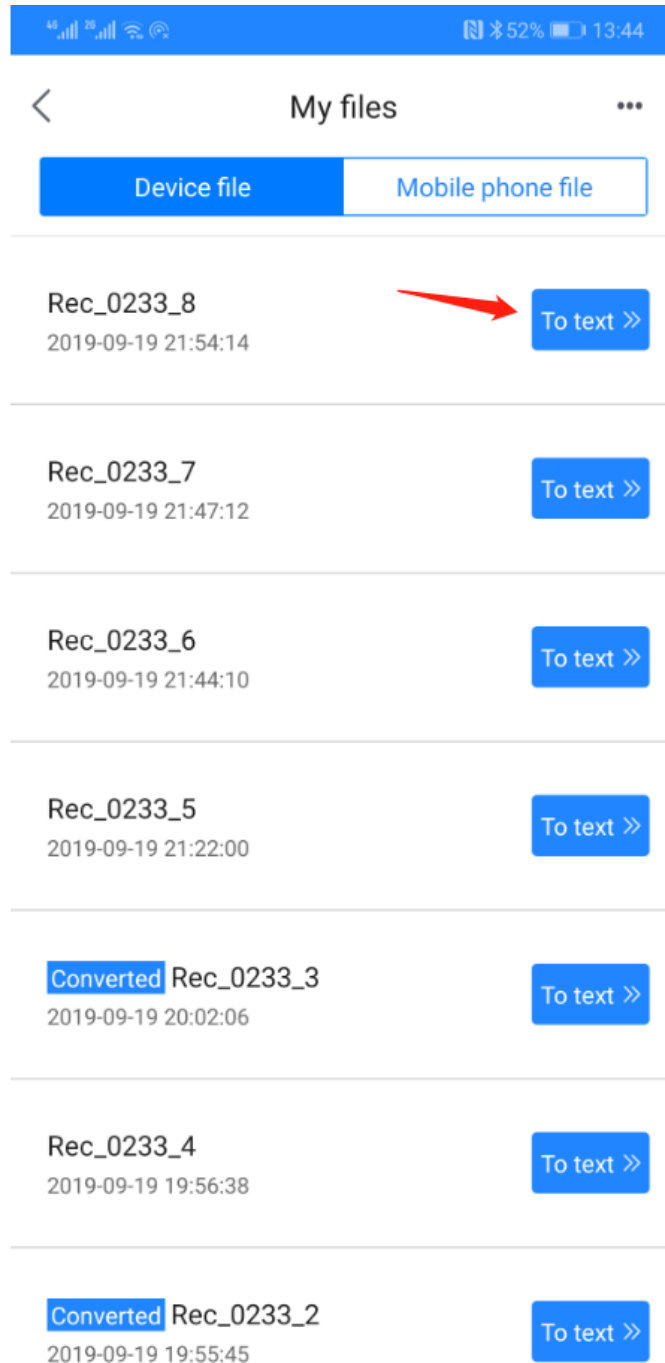 4G 2G 52% 13:44
My files
Device file Mobile phone file
Rec_0233_8
To text
2019-09-19 21:54:14
Rec_0233_7
To text
2019-09-19 21:47:12
Rec_0233_6
To text
2019-09-19 21:44:10
Rec_0233_5
To text
2019-09-19 21:22:00
Converted Rec_0233_3
To text
2019-09-19 20:02:06
Rec_0233_4
To text
2019-09-19 19:56:38
Converted Rec_0233_2
To text
2019-09-19 19:55:45